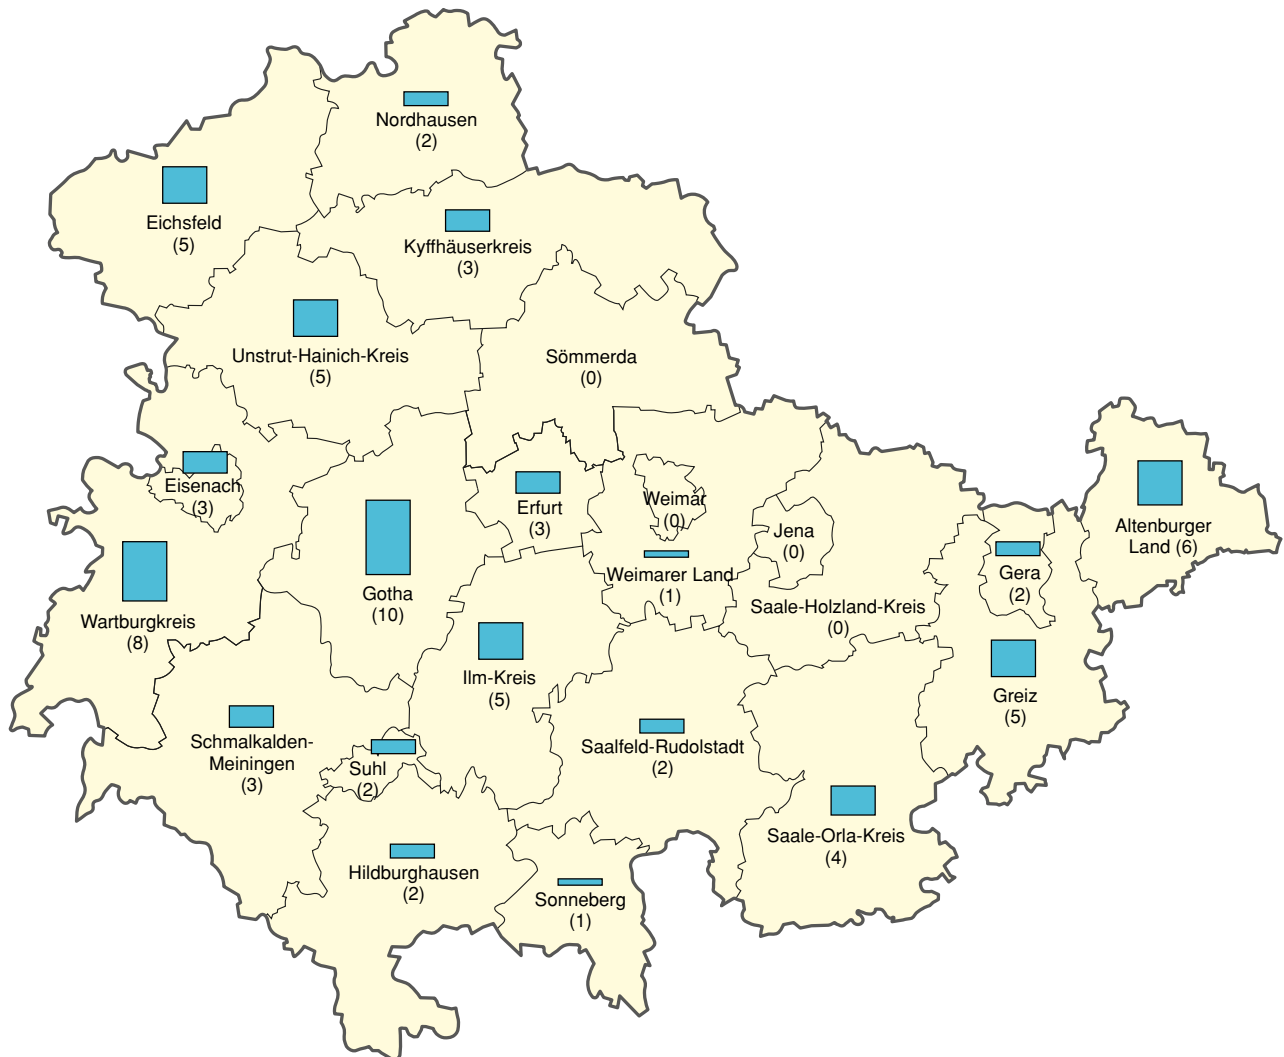 Nordhausen
(2)
Eichsfeld
(5)
Kyffhäuserkreis
(3)
Unstrut-Hainich-Kreis
(5)
Sömmerda
(0)
Eisenach
(3)
Erfurt
(3)
Weimar
(0)
Jena
(0)
Altenburger
Land (6)
Gotha
(10)
Weimarer Land
(1)
Gera
(2)
Wartburgkreis
(8)
Saale-Holzland-Kreis
(0)
Ilm-Kreis
(5)
Greiz
(5)
Schmalkalden-
Meiningen
(3)
Suhl
(2)
Saalfeld-Rudolstadt
(2)
Saale-Orla-Kreis
(4)
Hildburghausen
(2)
Sonneberg
(1)